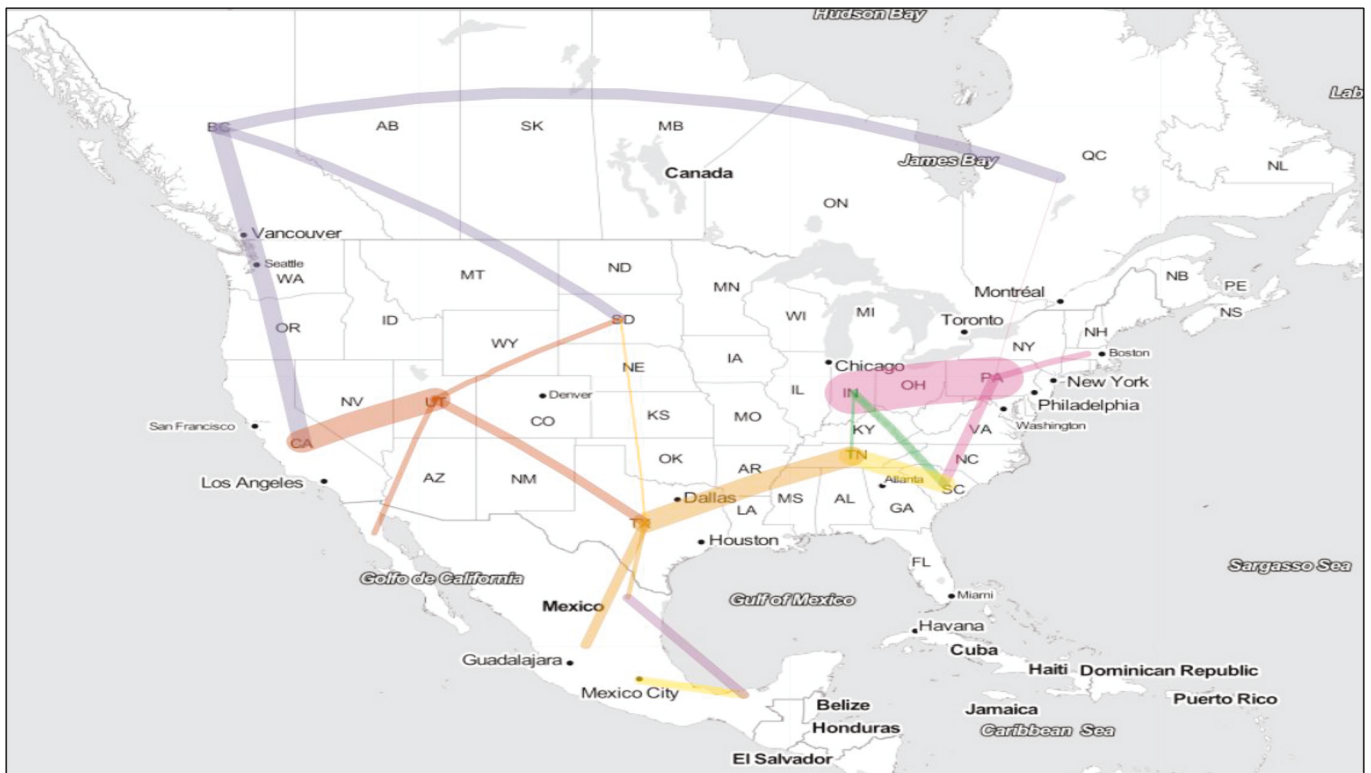 Hudson Bay
Lab
BC
AB
SK
MB
James Bay
QC
NL
Canada
ON
Vancouver
Seattle
WA
MT
ND
MN
NB
PE
NS
Montréal
OR
ID
SD
WI
MI
Toronto
NH
NY
WY
IA
Chicago
Boston
NE
PA
New York
NV
UT
Denver
IL
IN
OH
Philadelphia
CO
KS
MO
KY
VA
Washington
San Francisco
CA
TN
NC
OK
AR
Los Angeles
AZ
NM
Atlanta
SC
Dallas
LA
MS
AL
GA
TX
Houston
FL
Golfo de California
Sargasso Sea
Mexico
Gulf of Mexico
Miami
Havana
Cuba
Guadalajara
Haiti
Dominican Republic
Mexico City
Belize
Jamaica
Puerto Rico
Honduras
Caribbean Sea
El Salvador